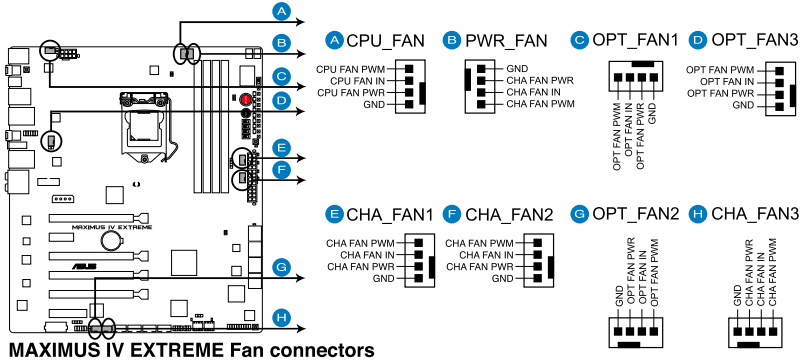 A
B
C
D
E
F
G
H
MAXIMUS IV EXTREME
ASUS
A CPU_FAN
CPU FAN PWM
CPU FAN IN
CPU FAN PWR
GND
B PWR_FAN
GND
CHA FAN PWR
CHA FAN IN
CHA FAN PWM
C OPT_FAN1
OPT FAN PWM
OPT FAN IN
OPT FAN PWR
GND
D OPT_FAN3
OPT FAN PWM
OPT FAN IN
OPT FAN PWR
GND
E CHA_FAN1
CHA FAN PWM
CHA FAN IN
CHA FAN PWR
GND
F CHA_FAN2
CHA FAN PWM
CHA FAN IN
CHA FAN PWR
GND
G OPT_FAN2
GND
OPT FAN PWR
OPT FAN IN
OPT FAN PWM
H CHA_FAN3
GND
CHA FAN PWR
CHA FAN IN
CHA FAN PWM
MAXIMUS IV EXTREME Fan connectors